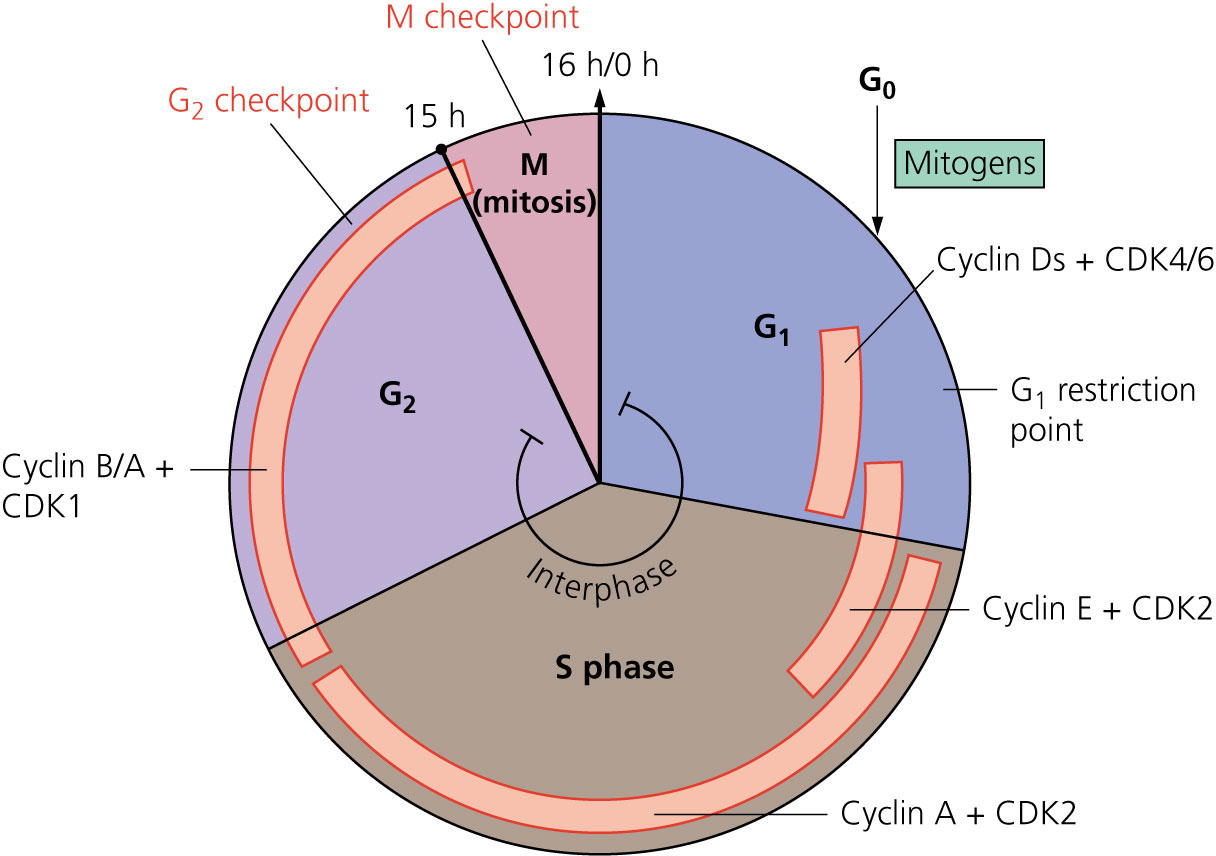 M checkpoint
16 h/0 h
G₀
G₂ checkpoint
15 h
Mitogens
M
(mitosis)
Cyclin Ds + CDK4/6
G₁
G₁ restriction
point
G₂
Cyclin B/A +
CDK1
Interphase
Cyclin E + CDK2
S phase
Cyclin A + CDK2